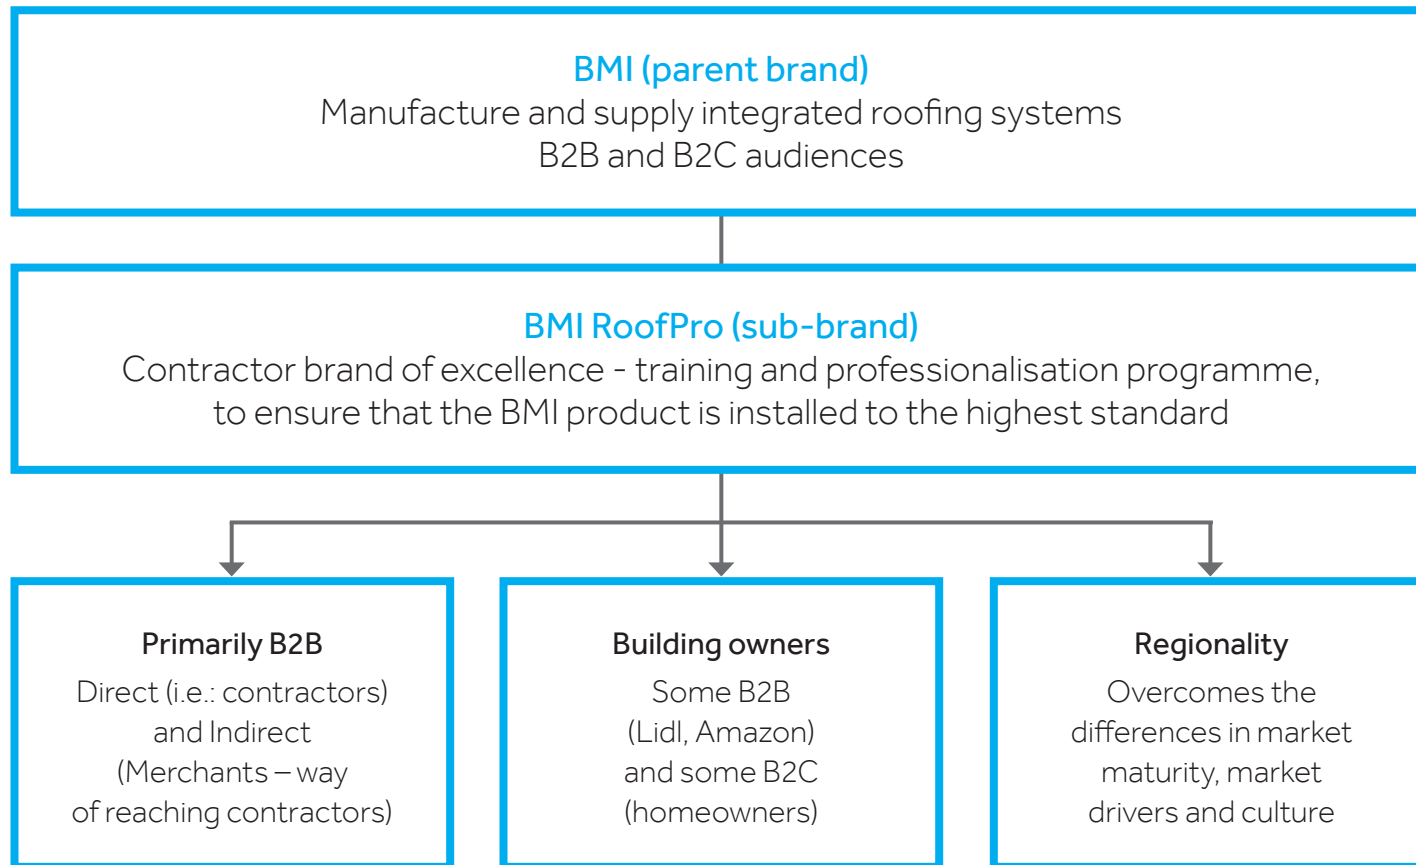 BMI (parent brand)
Manufacture and supply integrated roofing systems
B2B and B2C audiences
BMI RoofPro (sub-brand)
Contractor brand of excellence - training and professionalisation programme,
to ensure that the BMI product is installed to the highest standard
Primarily B2B
Direct (i.e.: contractors)
and Indirect
(Merchants – way
of reaching contractors)
Building owners
Some B2B
(Lidl, Amazon)
and some B2C
(homeowners)
Regionality
Overcomes the
differences in market
maturity, market
drivers and culture